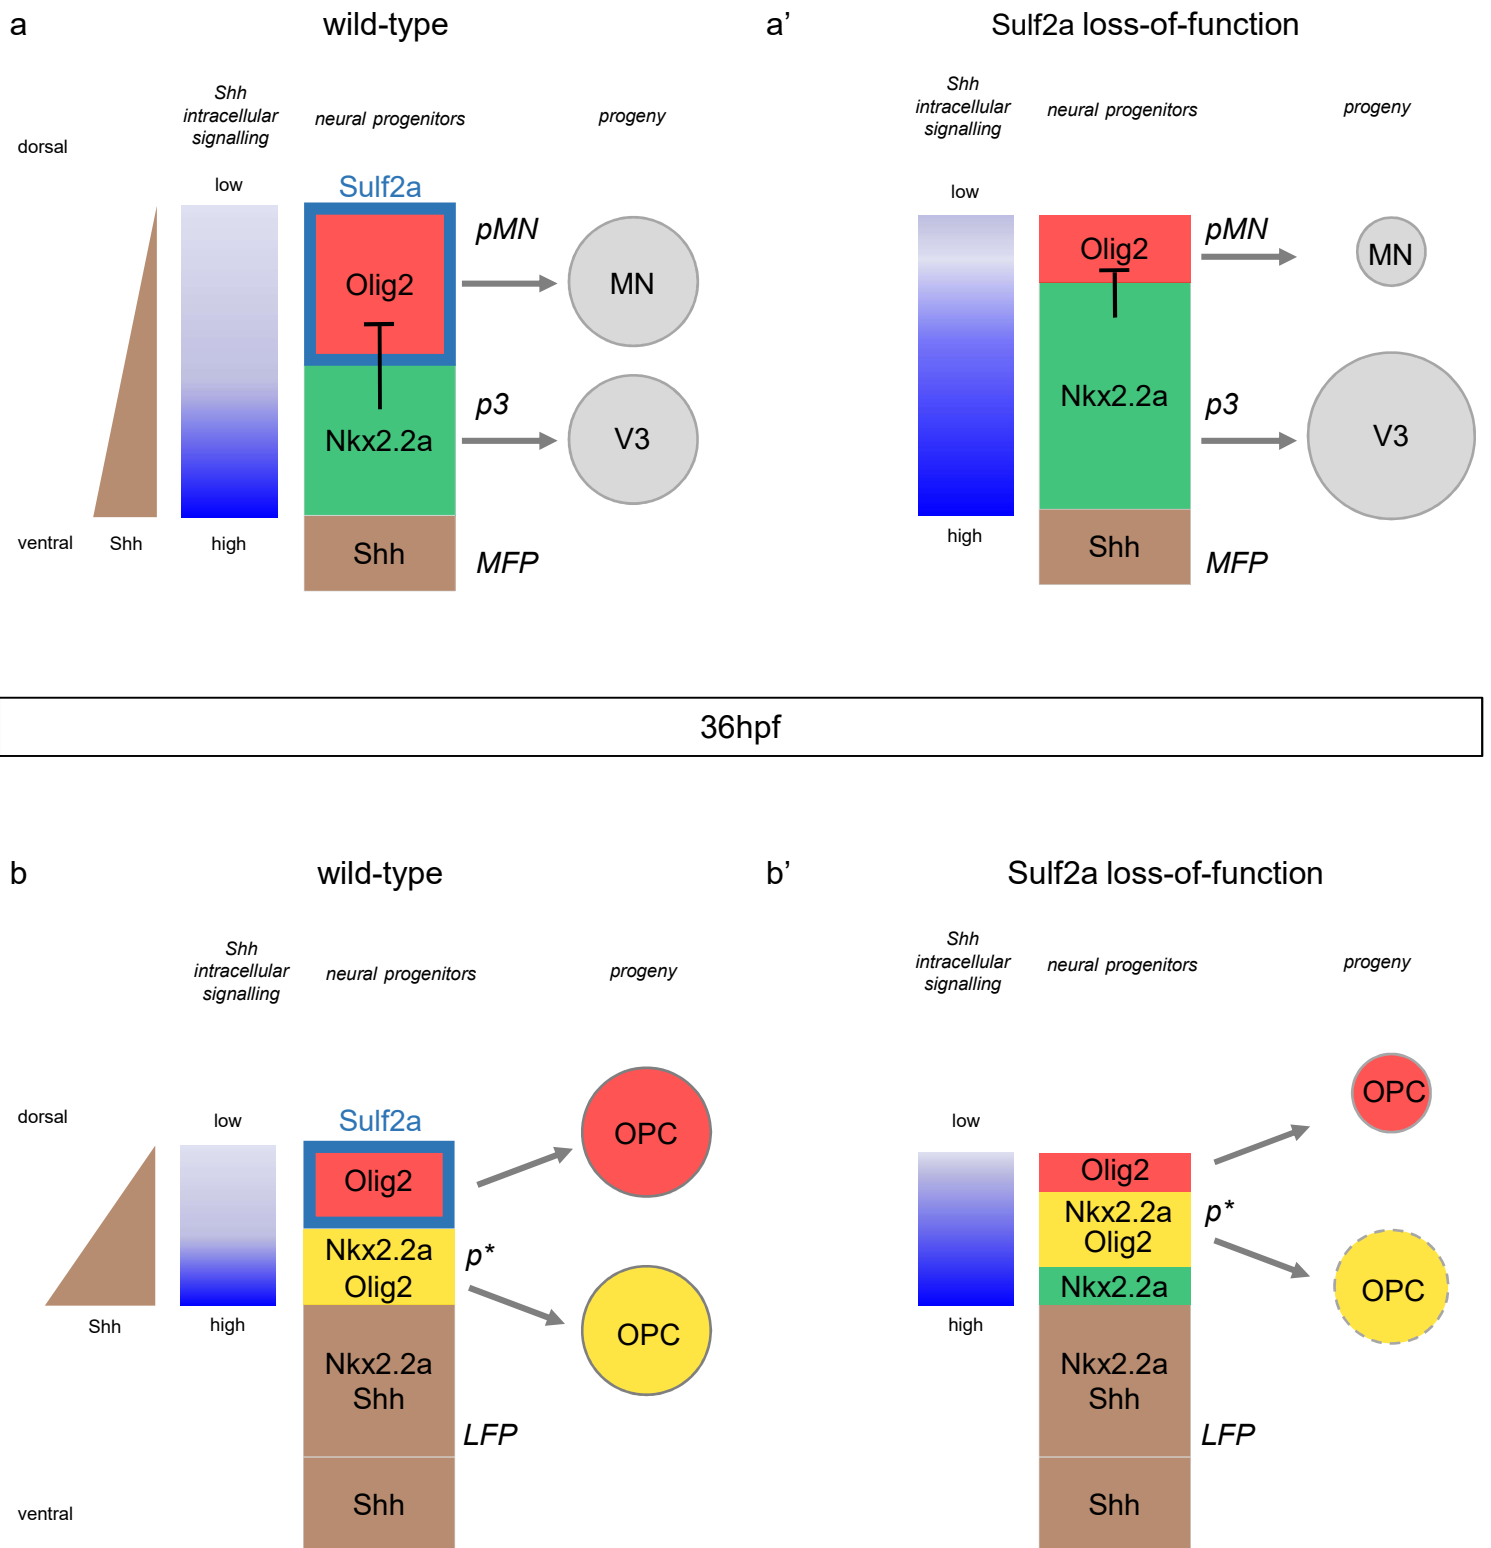 a
wild-type
Shh
intracellular
signalling
neural progenitors
progeny
dorsal
low
Sulf2a
pMN
Olig2
MN
p3
Nkx2.2a
V3
ventral
Shh
high
Shh
MFP
a’
Sulf2a loss-of-function
Shh
intracellular
signalling
neural progenitors
progeny
low
Olig2
pMN
MN
Nkx2.2a
p3
V3
high
Shh
MFP
36hpf
b
wild-type
Shh
intracellular
signalling
neural progenitors
progeny
dorsal
low
Sulf2a
Olig2
OPC
Nkx2.2a
Olig2
p*
OPC
Shh
high
Nkx2.2a
Shh
LFP
Shh
ventral
b’
Sulf2a loss-of-function
Shh
intracellular
signalling
neural progenitors
progeny
low
Olig2
OPC
Nkx2.2a
Olig2
p*
Nkx2.2a
OPC
high
Nkx2.2a
Shh
LFP
Shh